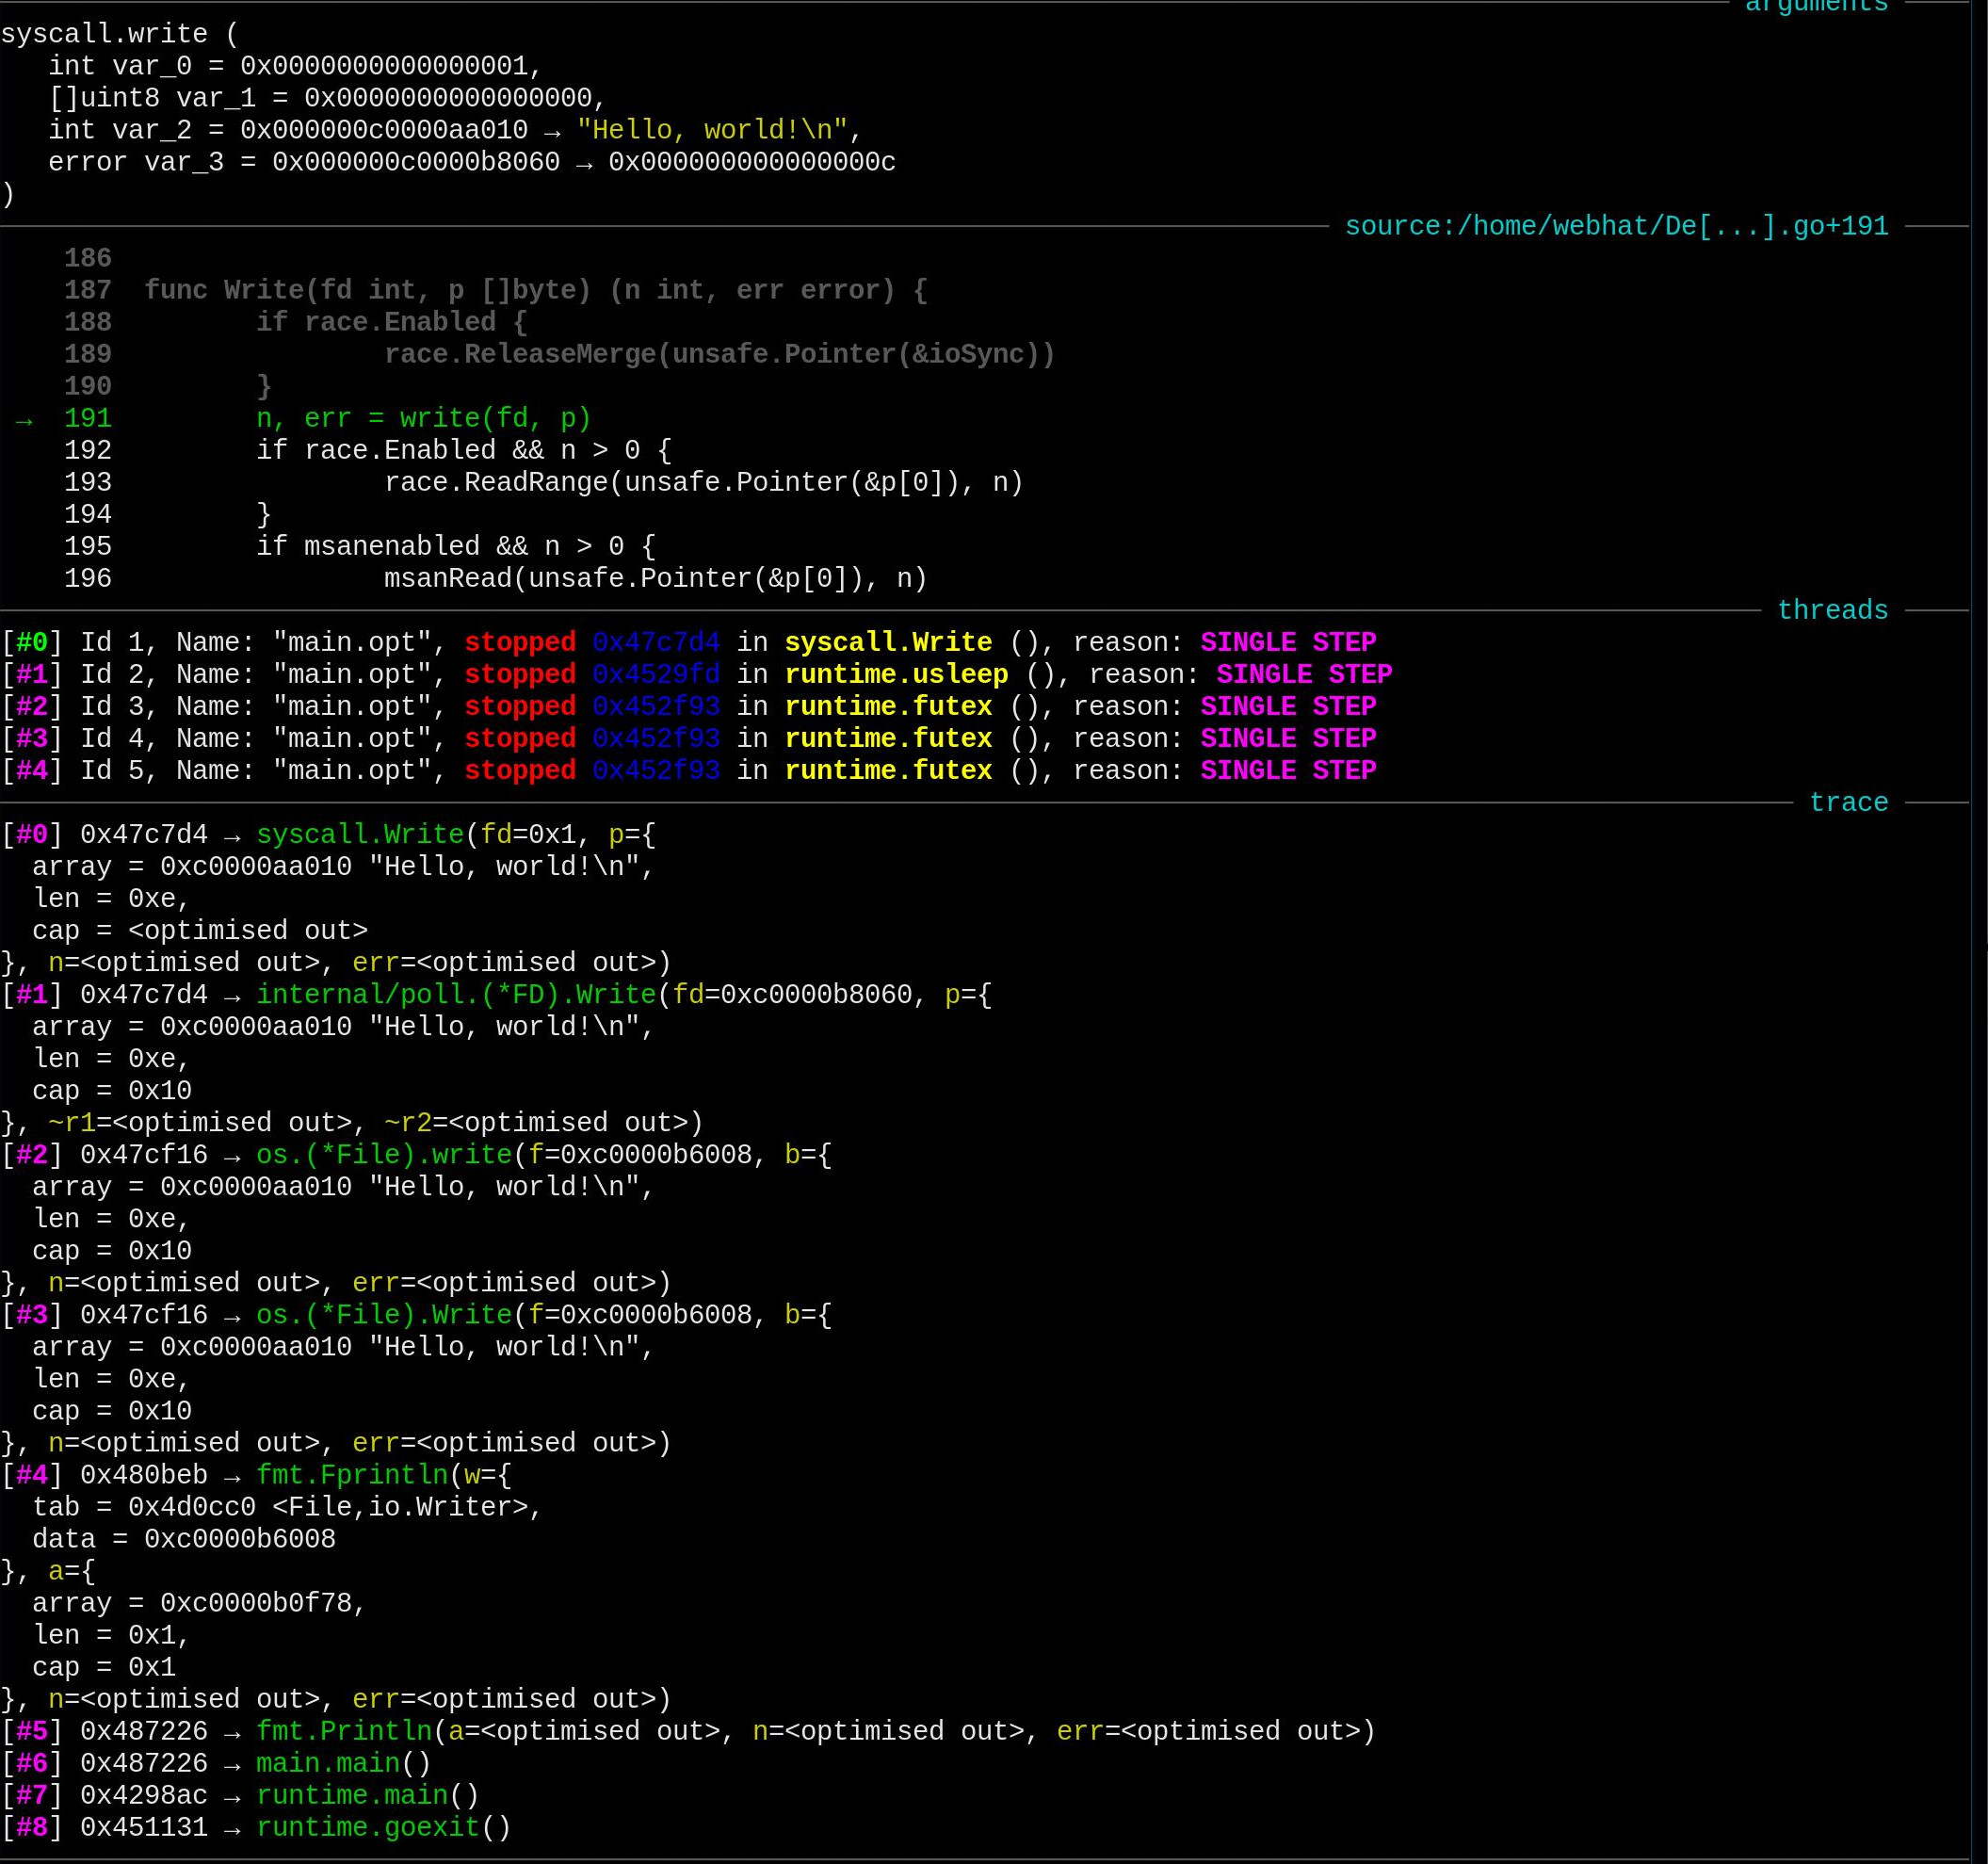 arguments
syscall.write (
   int var_0 = 0x0000000000000001,
   []uint8 var_1 = 0x0000000000000000,
   int var_2 = 0x000000c0000aa010 → "Hello, world!\n",
   error var_3 = 0x000000c0000b8060 → 0x000000000000000c
)
source:/home/webhat/De[...].go+191
    186
    187  func Write(fd int, p []byte) (n int, err error) {
    188         if race.Enabled {
    189                 race.ReleaseMerge(unsafe.Pointer(&ioSync))
    190         }
 →  191         n, err = write(fd, p)
    192         if race.Enabled && n > 0 {
    193                 race.ReadRange(unsafe.Pointer(&p[0]), n)
    194         }
    195         if msanenabled && n > 0 {
    196                 msanRead(unsafe.Pointer(&p[0]), n)
threads
[#0] Id 1, Name: "main.opt", stopped 0x47c7d4 in syscall.Write (), reason: SINGLE STEP
[#1] Id 2, Name: "main.opt", stopped 0x4529fd in runtime.usleep (), reason: SINGLE STEP
[#2] Id 3, Name: "main.opt", stopped 0x452f93 in runtime.futex (), reason: SINGLE STEP
[#3] Id 4, Name: "main.opt", stopped 0x452f93 in runtime.futex (), reason: SINGLE STEP
[#4] Id 5, Name: "main.opt", stopped 0x452f93 in runtime.futex (), reason: SINGLE STEP
trace
[#0] 0x47c7d4 → syscall.Write(fd=0x1, p={
  array = 0xc0000aa010 "Hello, world!\n",
  len = 0xe,
  cap = <optimised out>
}, n=<optimised out>, err=<optimised out>)
[#1] 0x47c7d4 → internal/poll.(*FD).Write(fd=0xc0000b8060, p={
  array = 0xc0000aa010 "Hello, world!\n",
  len = 0xe,
  cap = 0x10
}, ~r1=<optimised out>, ~r2=<optimised out>)
[#2] 0x47cf16 → os.(*File).write(f=0xc0000b6008, b={
  array = 0xc0000aa010 "Hello, world!\n",
  len = 0xe,
  cap = 0x10
}, n=<optimised out>, err=<optimised out>)
[#3] 0x47cf16 → os.(*File).Write(f=0xc0000b6008, b={
  array = 0xc0000aa010 "Hello, world!\n",
  len = 0xe,
  cap = 0x10
}, n=<optimised out>, err=<optimised out>)
[#4] 0x480beb → fmt.Fprintln(w={
  tab = 0x4d0cc0 <File,io.Writer>,
  data = 0xc0000b6008
}, a={
  array = 0xc0000b0f78,
  len = 0x1,
  cap = 0x1
}, n=<optimised out>, err=<optimised out>)
[#5] 0x487226 → fmt.Println(a=<optimised out>, n=<optimised out>, err=<optimised out>)
[#6] 0x487226 → main.main()
[#7] 0x4298ac → runtime.main()
[#8] 0x451131 → runtime.goexit()